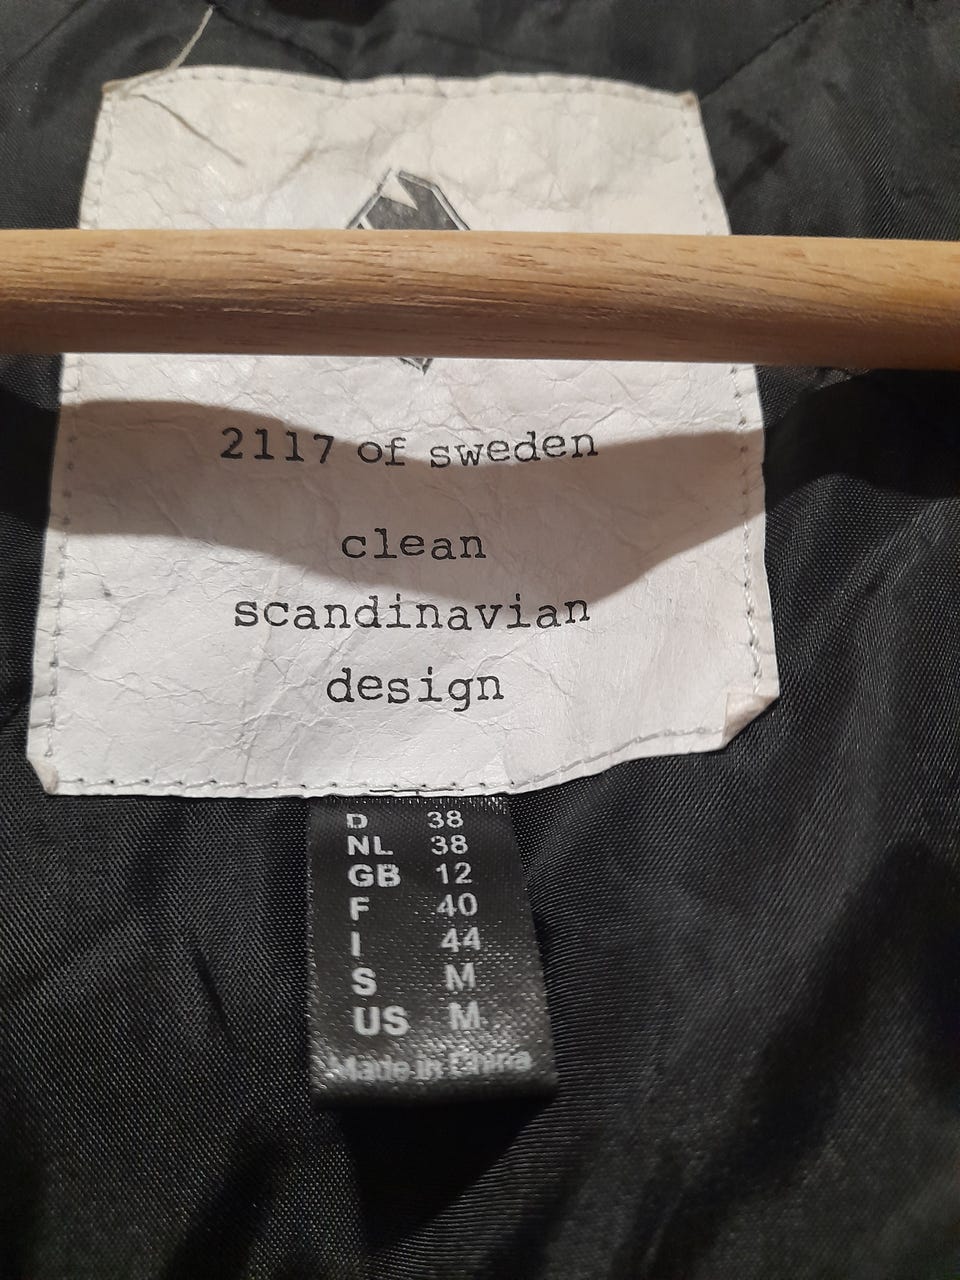 2117 of sweden
clean
scandinavian
design
D 38
NL 38
GB 12
F 40
I 44
S M
US M
Made in China